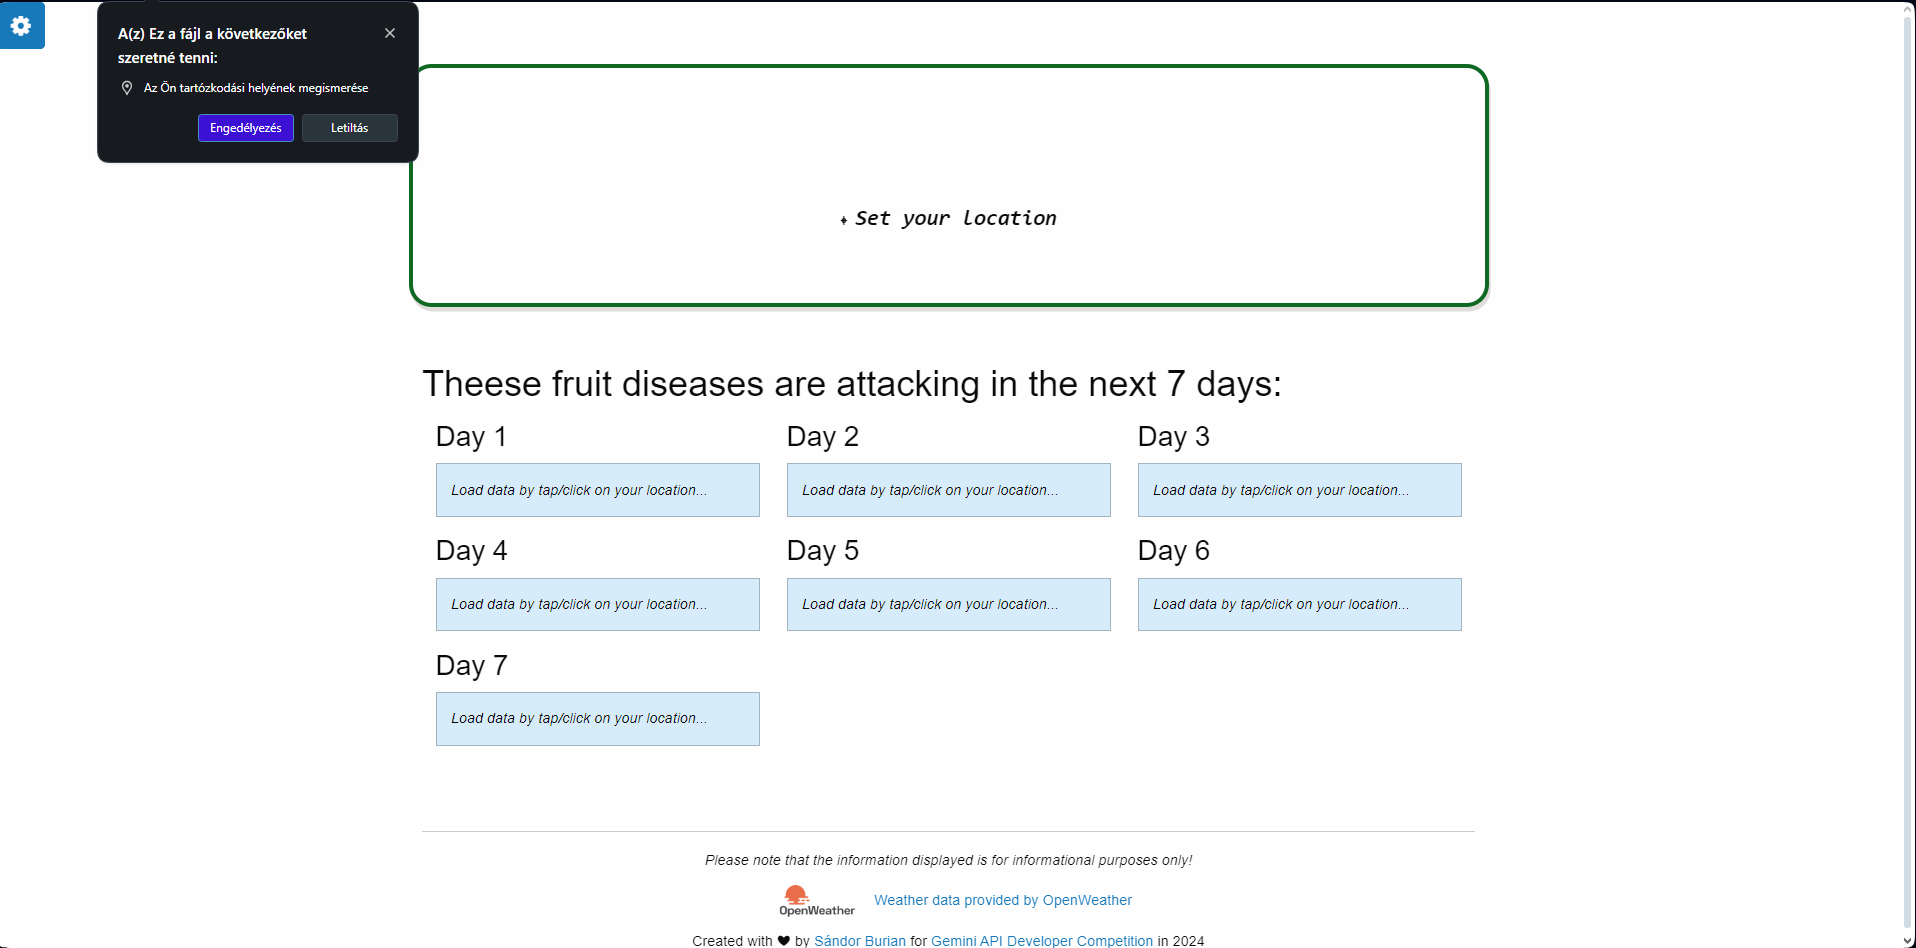 A(z) Ez a fájl a következőket
szeretné tenni:
Az Ön tartózkodási helyének megismerése
Engedélyezés Letiltás
Set your location
Theese fruit diseases are attacking in the next 7 days:
Day 1 Day 2 Day 3
Load data by tap/click on your location... Load data by tap/click on your location... Load data by tap/click on your location...
Day 4 Day 5 Day 6
Load data by tap/click on your location... Load data by tap/click on your location... Load data by tap/click on your location...
Day 7
Load data by tap/click on your location...
Please note that the information displayed is for informational purposes only!
OpenWeather Weather data provided by OpenWeather
Created with ♥ by Sándor Burian for Gemini API Developer Competition in 2024